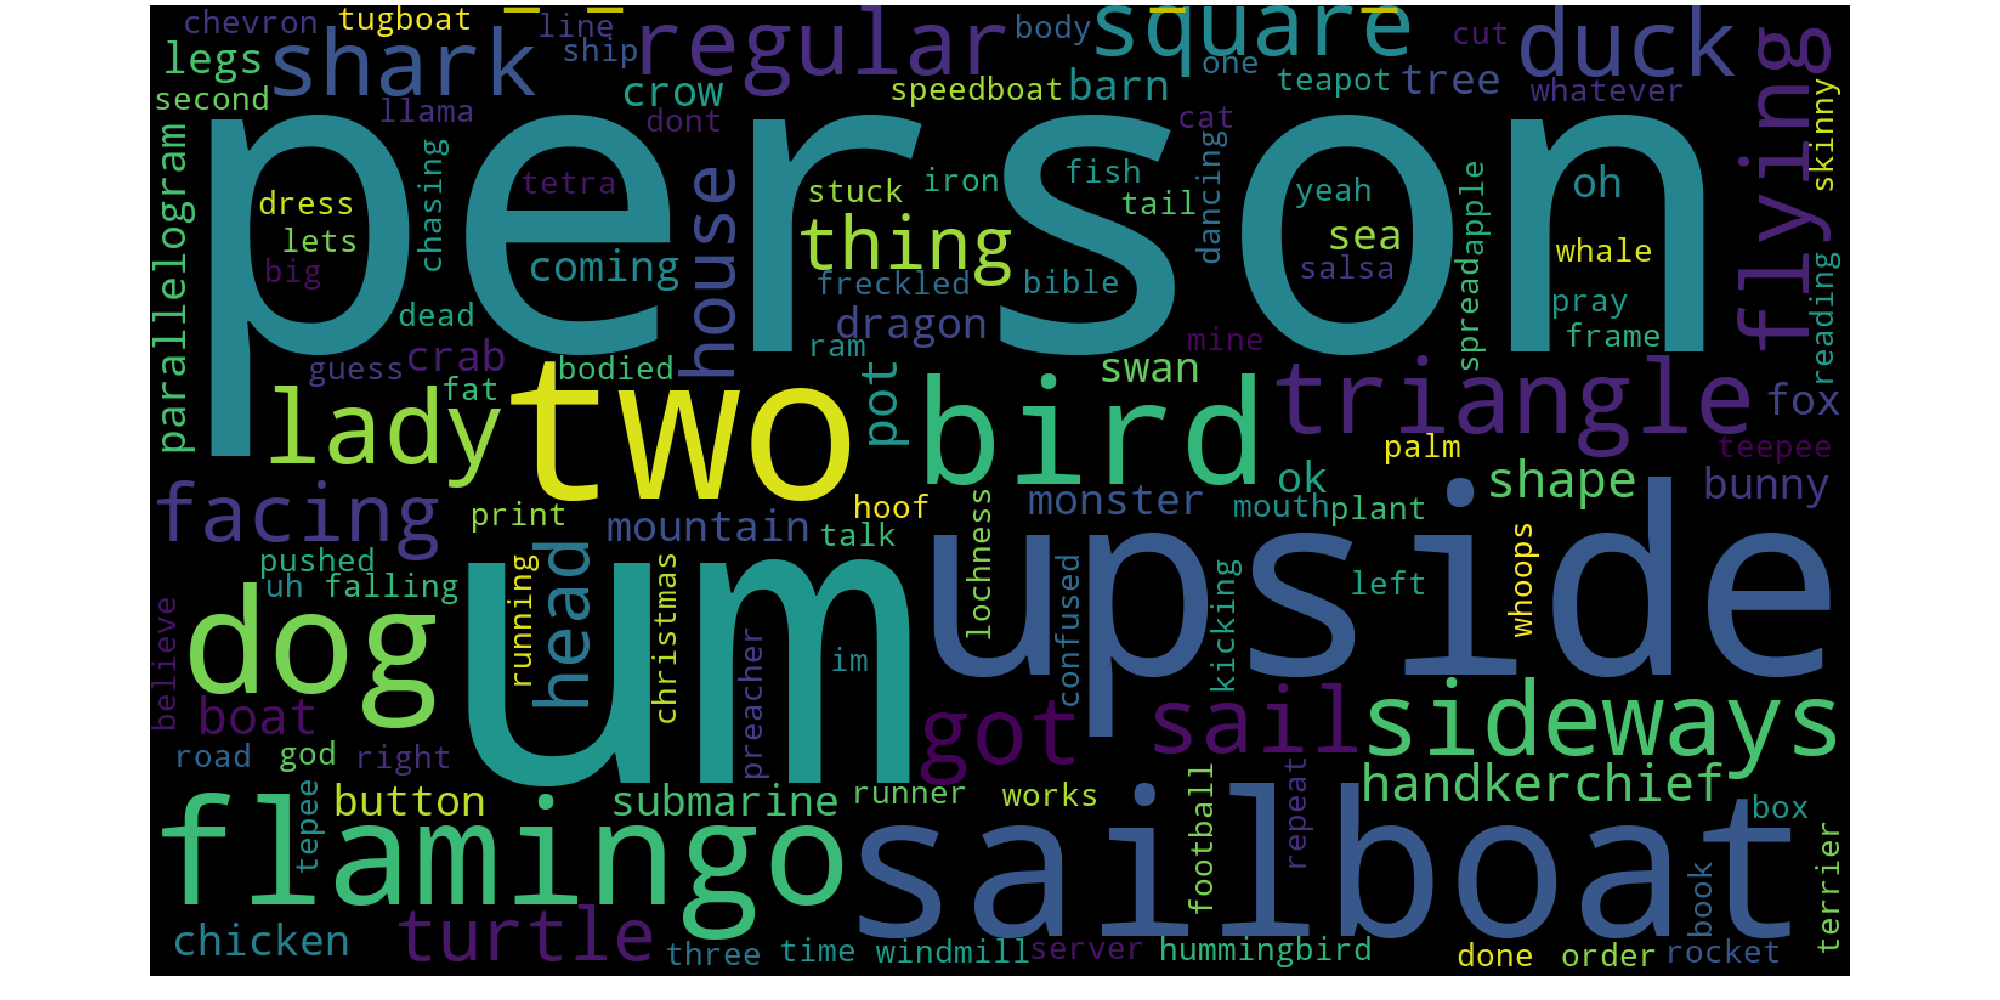 chevron tugboat line body cut
legs shark ship regular square one duck flying
second llama crow dont speedboat barn teapot tree whatever
parallelogram person cat skinny
chasing tetra house stuck iron fish tail dancing yeah apple oh
dress lets big coming thing freckled bible sea salsa spread whale
dead dragon pray frame reading
guess crab fat bodied ram mine swan
lady two pot bird triangle fox
palm teepee
facing print mountain hoof talk lochness monster ok mouth plant shape bunny
pushed uh falling running head christmas um upside confused kicking left whoops
believe dog preacher im
boat got sail sideways
road god right
tepee button submarine runner works football repeat handkerchief box
flamingo sailboat book terrier
chicken turtle three time windmill server hummingbird done order rocket